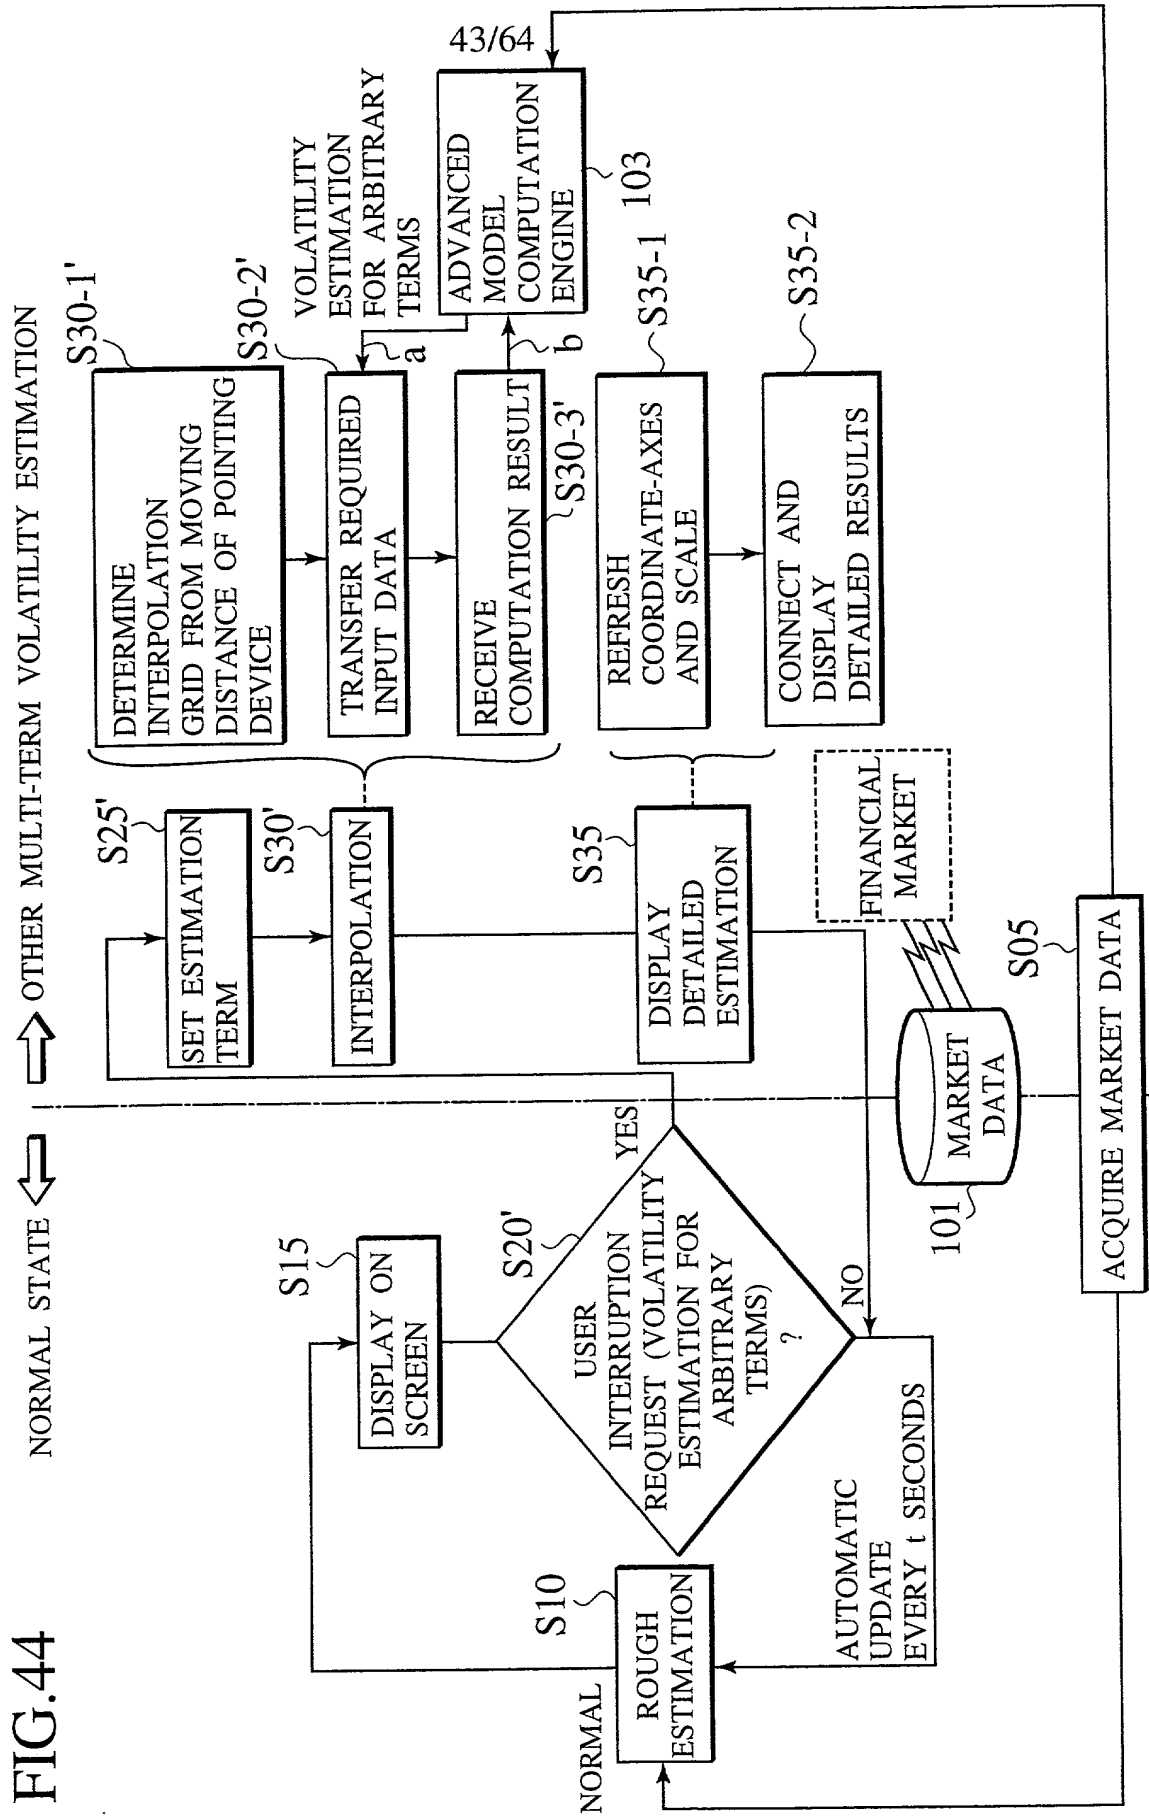 FIG.44
43/64
NORMAL STATE
OTHER MULTI-TERM VOLATILITY ESTIMATION
NORMAL
S10
ROUGH
ESTIMATION
S15
DISPLAY ON
SCREEN
S20'
USER
INTERRUPTION
REQUEST (VOLATILITY
ESTIMATION FOR
ARBITRARY
TERMS)
?
YES
NO
AUTOMATIC
UPDATE
EVERY t SECONDS
S25'
SET ESTIMATION
TERM
S30'
INTERPOLATION
S35
DISPLAY
DETAILED
ESTIMATION
S30-1'
DETERMINE
INTERPOLATION
GRID FROM MOVING
DISTANCE OF POINTING
DEVICE
S30-2'
TRANSFER REQUIRED
INPUT DATA
RECEIVE
COMPUTATION RESULT
S30-3'
a
b
VOLATILITY
ESTIMATION
FOR ARBITRARY
TERMS
ADVANCED
MODEL
COMPUTATION
ENGINE
103
S35-1
REFRESH
COORDINATE-AXES
AND SCALE
S35-2
CONNECT AND
DISPLAY
DETAILED RESULTS
FINANCIAL
MARKET
MARKET
DATA
101
S05
ACQUIRE MARKET DATA